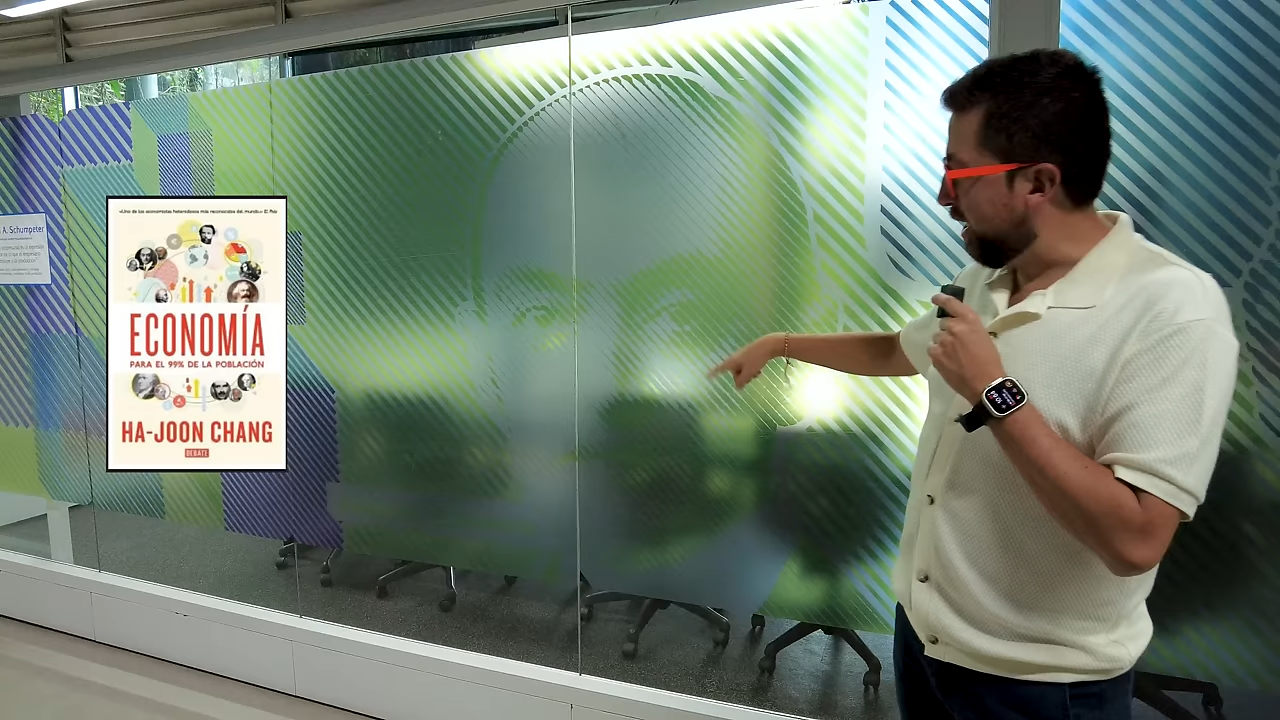 A. Schumpeter
«Uno de los economistas heterodoxos más reconocidos del mundo.» El País
ECONOMÍA
PARA EL 99% DE LA POBLACIÓN
HA-JOON CHANG
DEBATE